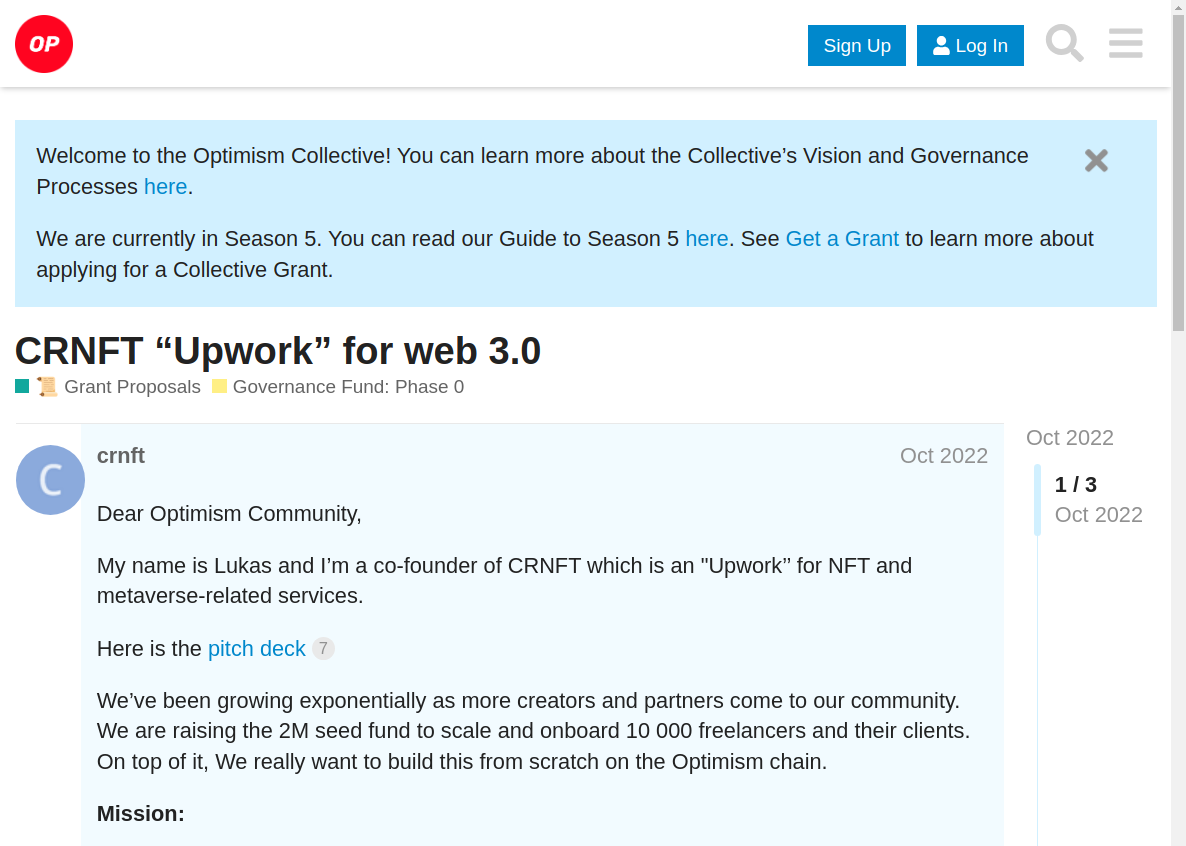 OP
Sign Up
Log In
Welcome to the Optimism Collective! You can learn more about the Collective’s Vision and Governance
Processes here.
We are currently in Season 5. You can read our Guide to Season 5 here. See Get a Grant to learn more about
applying for a Collective Grant.
CRNFT “Upwork” for web 3.0
Grant Proposals Governance Fund: Phase 0
C
crnft
Oct 2022
Dear Optimism Community,
My name is Lukas and I’m a co-founder of CRNFT which is an "Upwork” for NFT and
metaverse-related services.
Here is the pitch deck 7
We’ve been growing exponentially as more creators and partners come to our community.
We are raising the 2M seed fund to scale and onboard 10 000 freelancers and their clients.
On top of it, We really want to build this from scratch on the Optimism chain.
Mission:
Oct 2022
1 / 3
Oct 2022